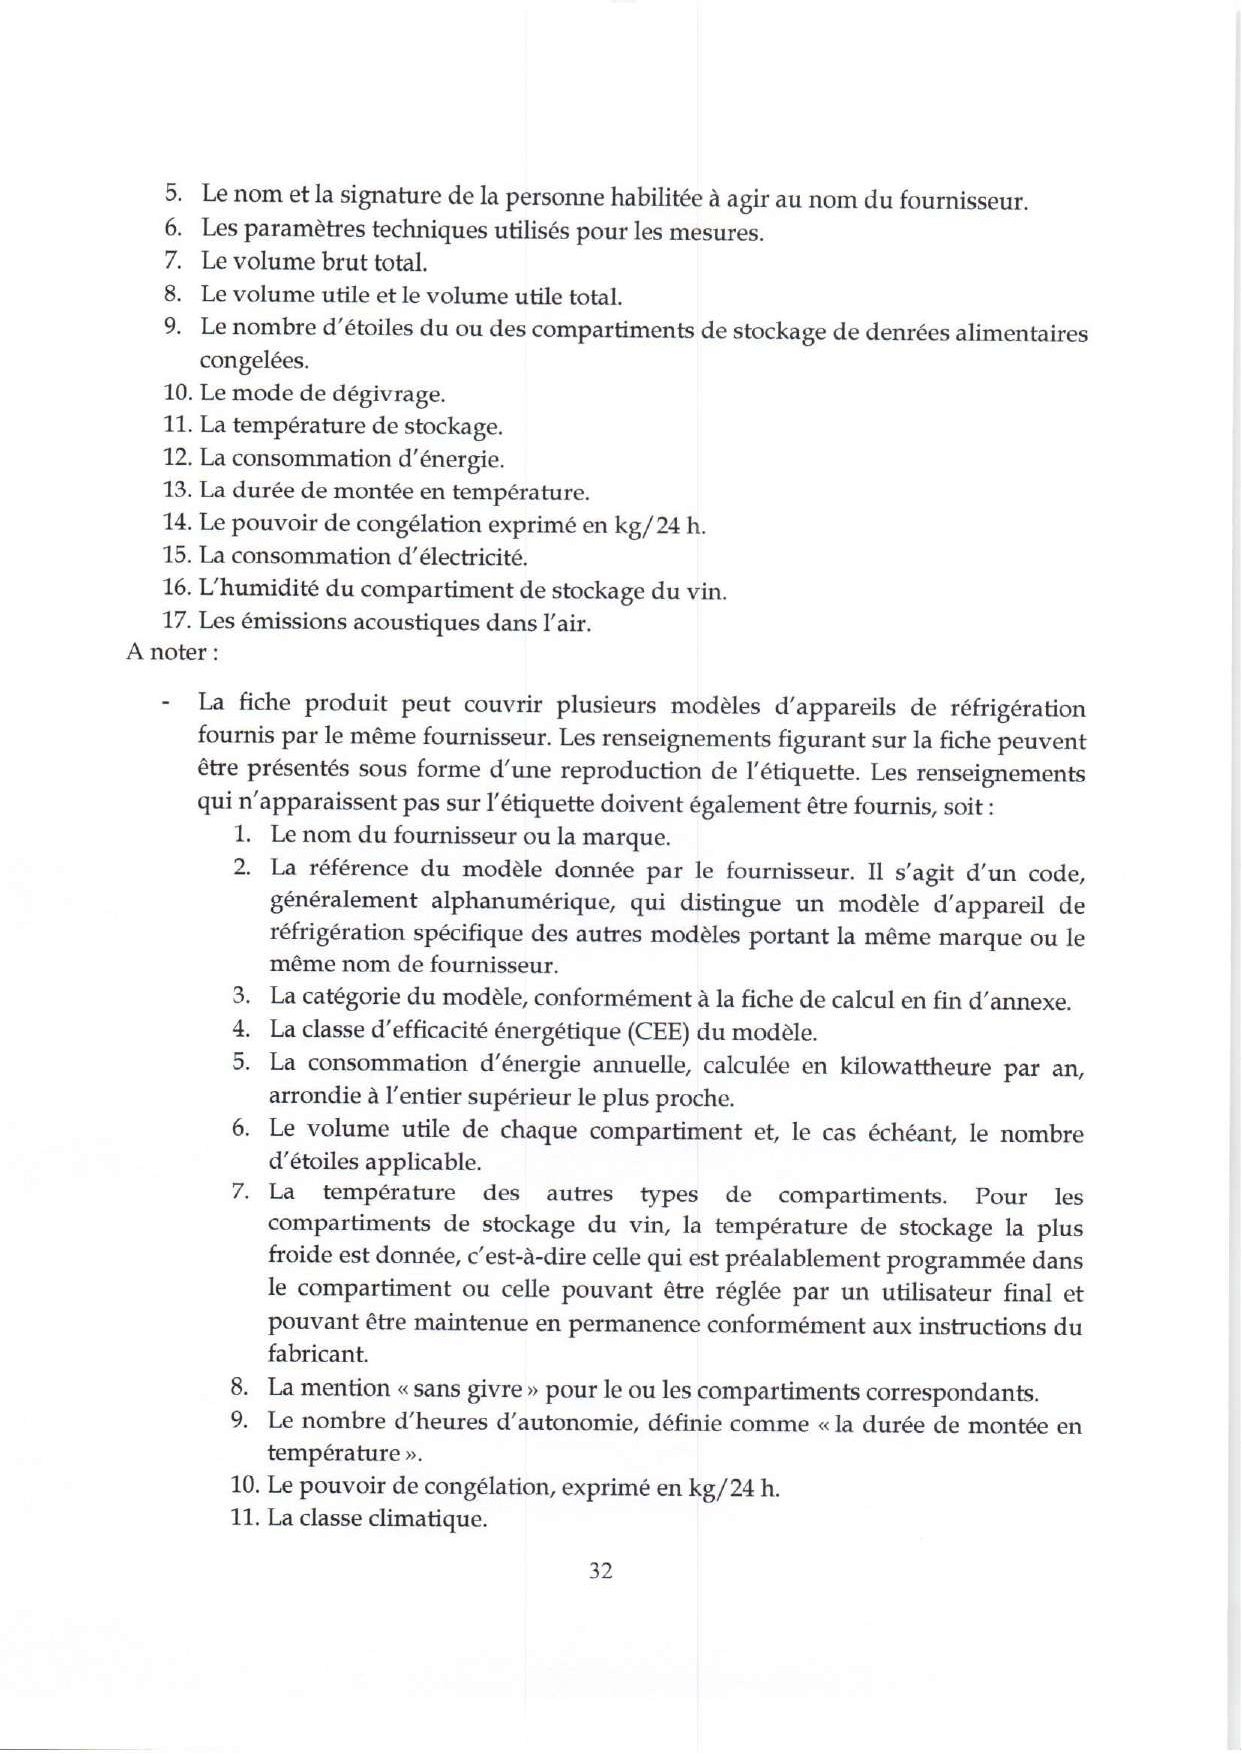 5. Le nom et la signature de la personne habilitée à agir au nom du fournisseur.
6. Les paramètres techniques utilisés pour les mesures.
7. Le volume brut total.
8. Le volume utile et le volume utile total.
9. Le nombre d'étoiles du ou des compartiments de stockage de denrées alimentaires
congelées.
10. Le mode de dégivrage.
11. La température de stockage.
12. La consommation d'énergie.
13. La durée de montée en température.
14. Le pouvoir de congélation exprimé en kg/24 h.
15. La consommation d'électricité.
16. L'humidité du compartiment de stockage du vin.
17. Les émissions acoustiques dans l'air.
A noter :
- La fiche produit peut couvrir plusieurs modèles d'appareils de réfrigération
fournis par le même fournisseur. Les renseignements figurant sur la fiche peuvent
être présentés sous forme d'une reproduction de l'étiquette. Les renseignements
qui n'apparaissent pas sur l'étiquette doivent également être fournis, soit :
1. Le nom du fournisseur ou la marque.
2. La référence du modèle donnée par le fournisseur. Il s'agit d'un code,
généralement alphanumérique, qui distingue un modèle d'appareil de
réfrigération spécifique des autres modèles portant la même marque ou le
même nom de fournisseur.
3. La catégorie du modèle, conformément à la fiche de calcul en fin d'annexe.
4. La classe d'efficacité énergétique (CEE) du modèle.
5. La consommation d'énergie annuelle, calculée en kilowattheure par an,
arrondie à l'entier supérieur le plus proche.
6. Le volume utile de chaque compartiment et, le cas échéant, le nombre
d'étoiles applicable.
7. La température des autres types de compartiments. Pour les
compartiments de stockage du vin, la température de stockage la plus
froide est donnée, c'est-à-dire celle qui est préalablement programmée dans
le compartiment ou celle pouvant être réglée par un utilisateur final et
pouvant être maintenue en permanence conformément aux instructions du
fabricant.
8. La mention « sans givre » pour le ou les compartiments correspondants.
9. Le nombre d'heures d'autonomie, définie comme « la durée de montée en
température ».
10. Le pouvoir de congélation, exprimé en kg/24 h.
11. La classe climatique.
32